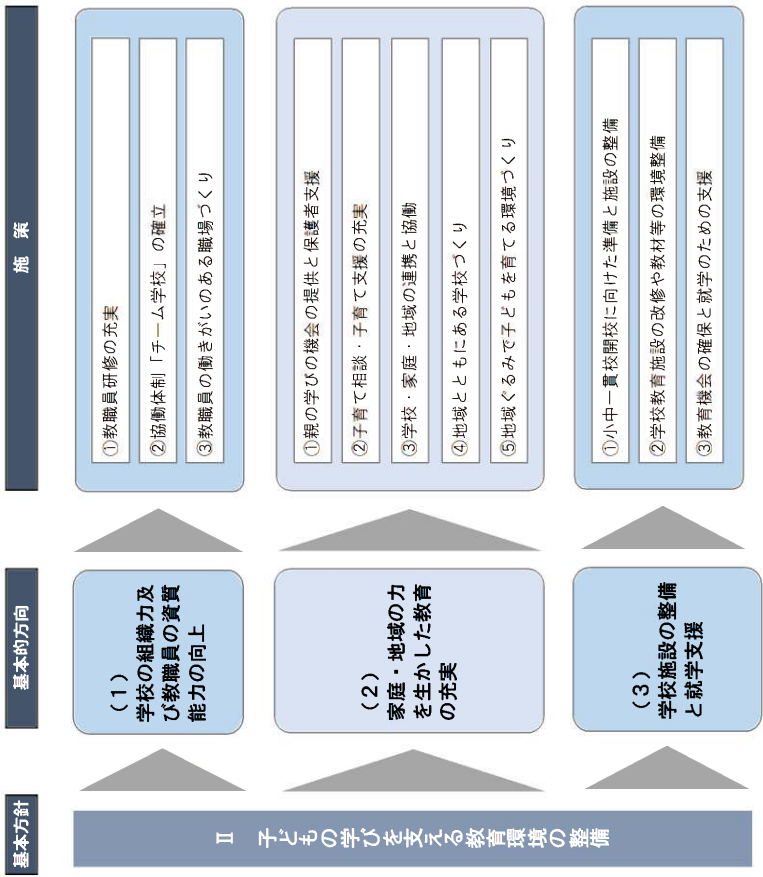 基本方針
基本的方向
施 策
Ⅱ 子どもの学びを支える教育環境の整備
（1）
学校の組織力及
び教職員の資質
能力の向上
①教職員研修の充実
②協働体制「チーム学校」の確立
③教職員の働きがいのある職場づくり
（2）
家庭・地域の力
を生かした教育
の充実
①親の学びの機会の提供と保護者支援
②子育て相談・子育て支援の充実
③学校・家庭・地域の連携と協働
④地域とともにある学校づくり
⑤地域ぐるみで子どもを育てる環境づくり
（3）
学校施設の整備
と就学支援
①小中一貫校開校に向けた準備と施設の整備
②学校教育施設の改修や教材等の環境整備
③教育機会の確保と就学のための支援